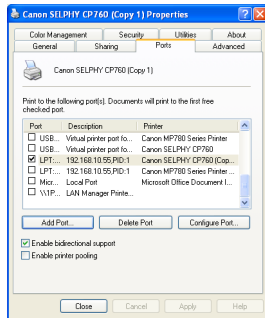 Canon SELPHY CP760 (Copy 1) Properties
Color Management Security Utilities About
General Sharing Ports Advanced
Canon SELPHY CP760 (Copy 1)
Print to the following port(s). Documents will print to the first free
checked port.
Port Description Printer
USB... Virtual printer port fo... Canon MP780 Series Printer
USB... Virtual printer port fo... Canon SELPHY CP760
LPT:... 192.168.10.55,PID:1 Canon SELPHY CP760 (Cop...
LPT:... 192.168.10.55,PID:1 Canon MP780 Series Printer ...
Micr... Local Port Microsoft Office Document I...
\\1P... LAN Manager Printe...
Add Port... Delete Port Configure Port...
Enable bidirectional support
Enable printer pooling
Close Cancel Apply Help